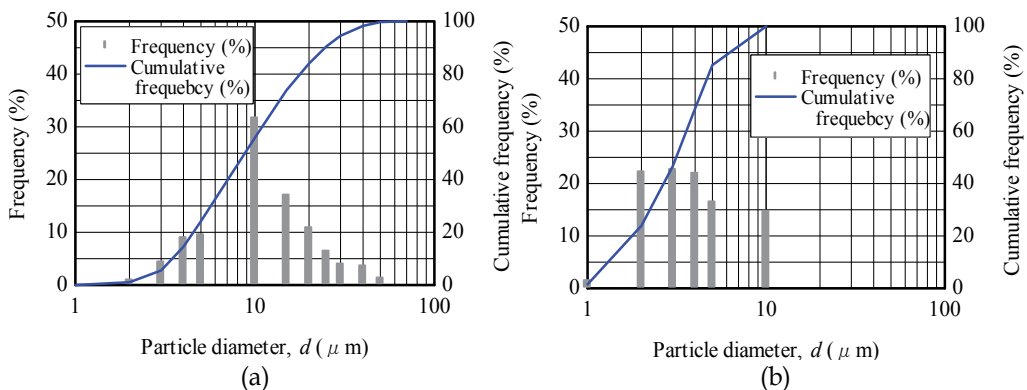 50
40
30
20
10
0
Frequency (%)
Frequency (%)
Cumulative
frequebcy (%)
100
80
60
40
20
0
Cumulative frequency (%)
1
10
100
Particle diameter, d ( μ m)
(a)
50
40
30
20
10
0
Frequency (%)
Frequency (%)
Cumulative
frequebcy (%)
100
80
60
40
20
0
Cumulative frequency (%)
1
10
100
Particle diameter, d ( μ m)
(b)